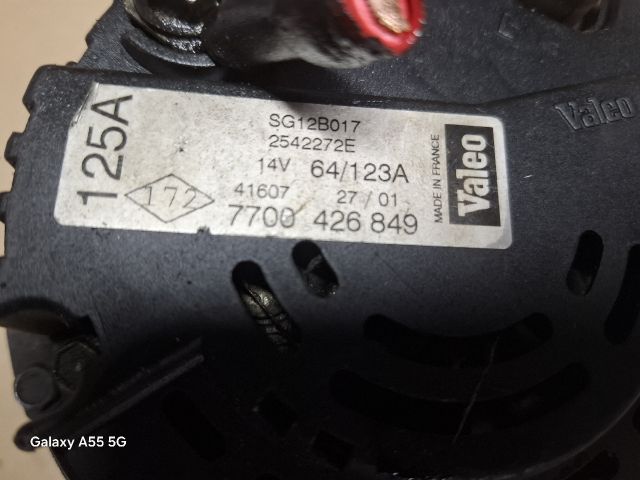 125A
SG12B017
2542272E
14V 64/123A
172
41607 27/01
7700 426 849
MADE IN FRANCE
Valeo
Valeo
Galaxy A55 5G